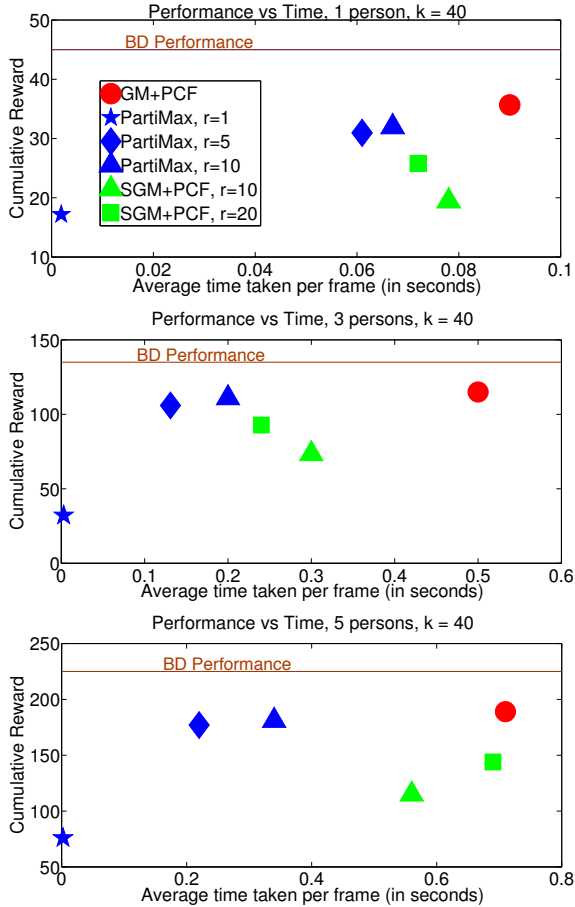 Performance vs Time, 1 person, k = 40
50
BD Performance
40
30
20
10
Cumulative Reward
GM+PCF
PartiMax, r=1
PartiMax, r=5
PartiMax, r=10
SGM+PCF, r=10
SGM+PCF, r=20
0 0.02 0.04 0.06 0.08 0.1
Average time taken per frame (in seconds)
Performance vs Time, 3 persons, k = 40
150
BD Performance
100
50
0
Cumulative Reward
0 0.1 0.2 0.3 0.4 0.5 0.6
Average time taken per frame (in seconds)
Performance vs Time, 5 persons, k = 40
250
BD Performance
200
150
100
50
Cumulative Reward
0 0.2 0.4 0.6 0.8
Average time taken per frame (in seconds)